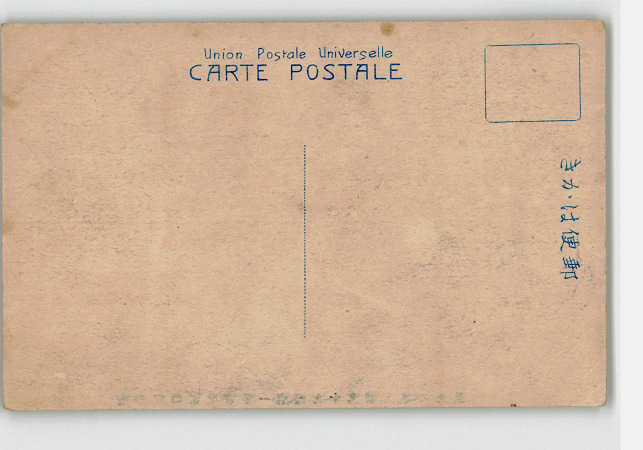 Union Postale Universelle
CARTE POSTALE
きかは便郵